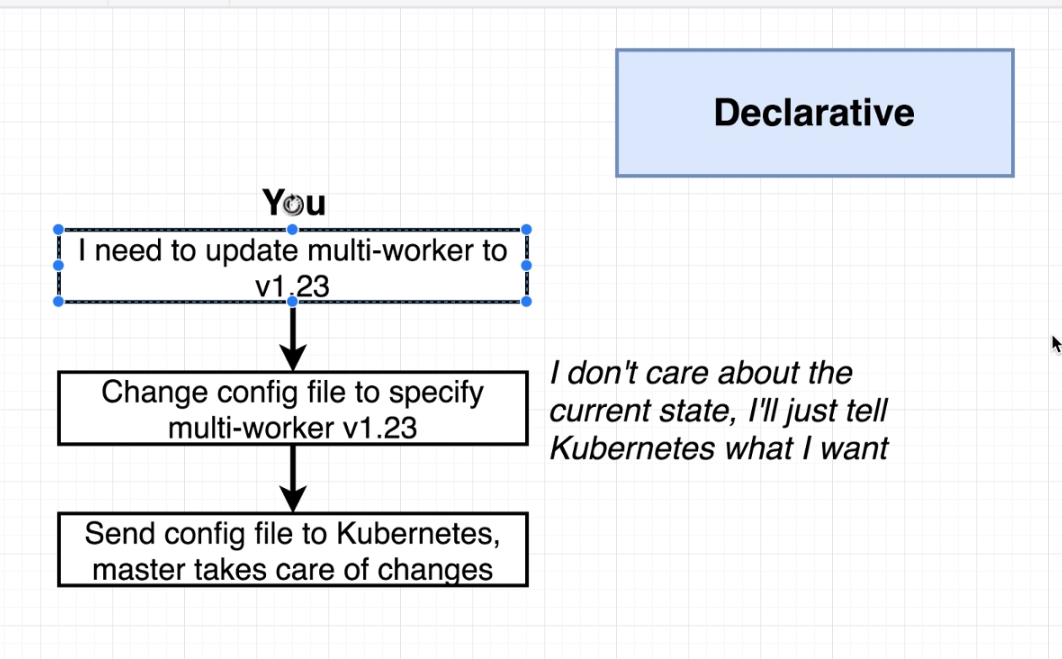 Declarative
You
I need to update multi-worker to
v1.23
Change config file to specify
multi-worker v1.23
I don't care about the
current state, I'll just tell
Kubernetes what I want
Send config file to Kubernetes,
master takes care of changes